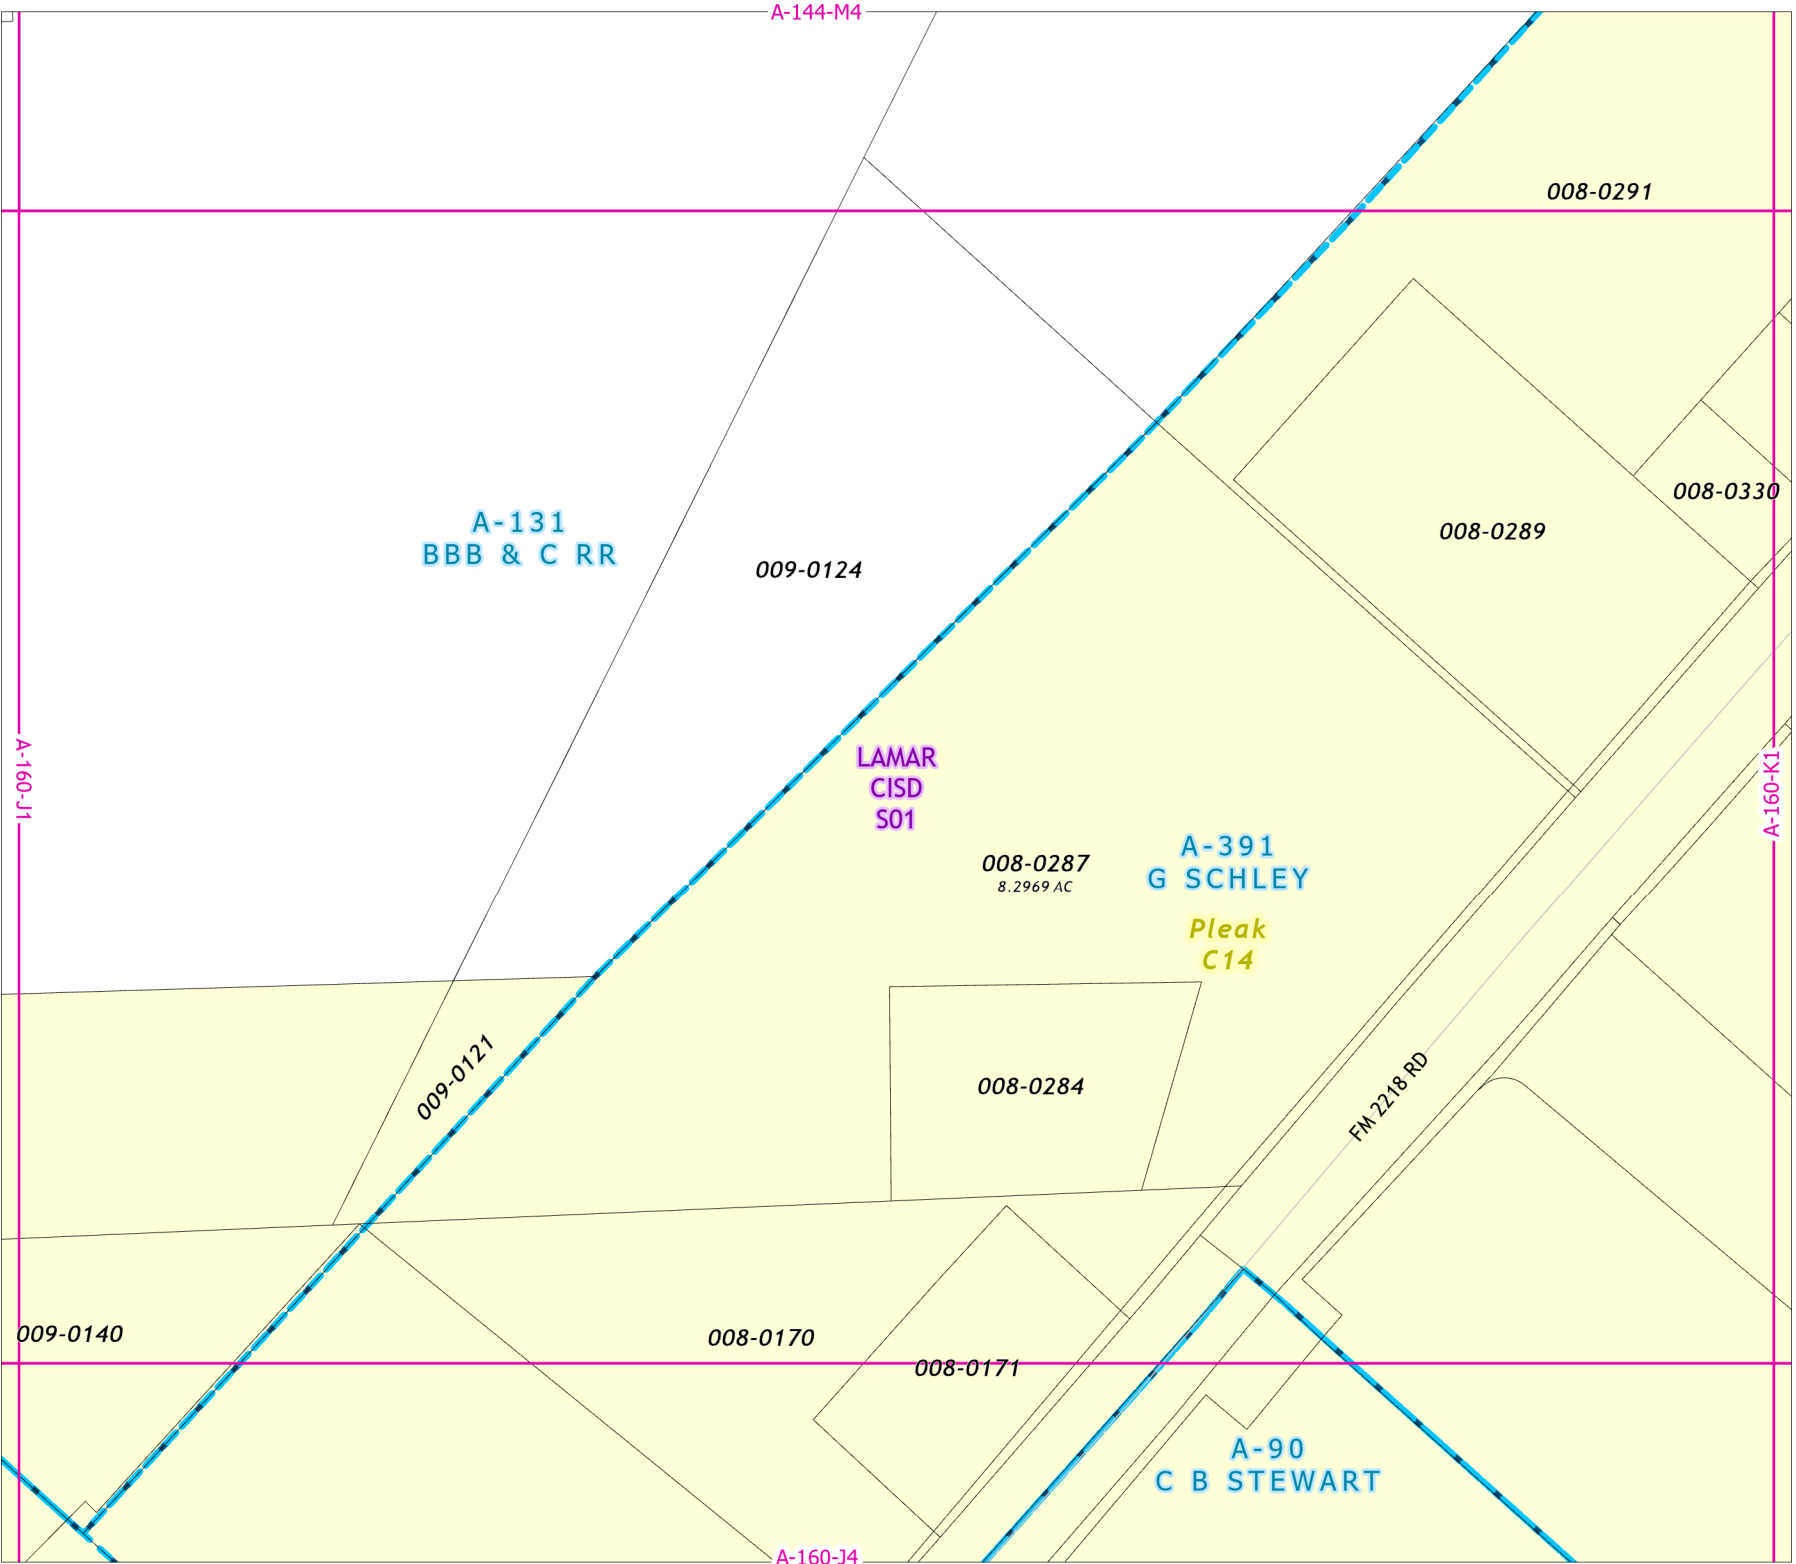 A-144-M4
008-0291
008-0330
A-131
BBB & C RR
008-0289
009-0124
A-160-J1
LAMAR
CISD
S01
A-160-K1
008-0287
8.2969 AC
A-391
G SCHLEY
Pleak
C14
009-0121
008-0284
FM 2218 RD
009-0140
008-0170
008-0171
A-90
C B STEWART
A-160-J4